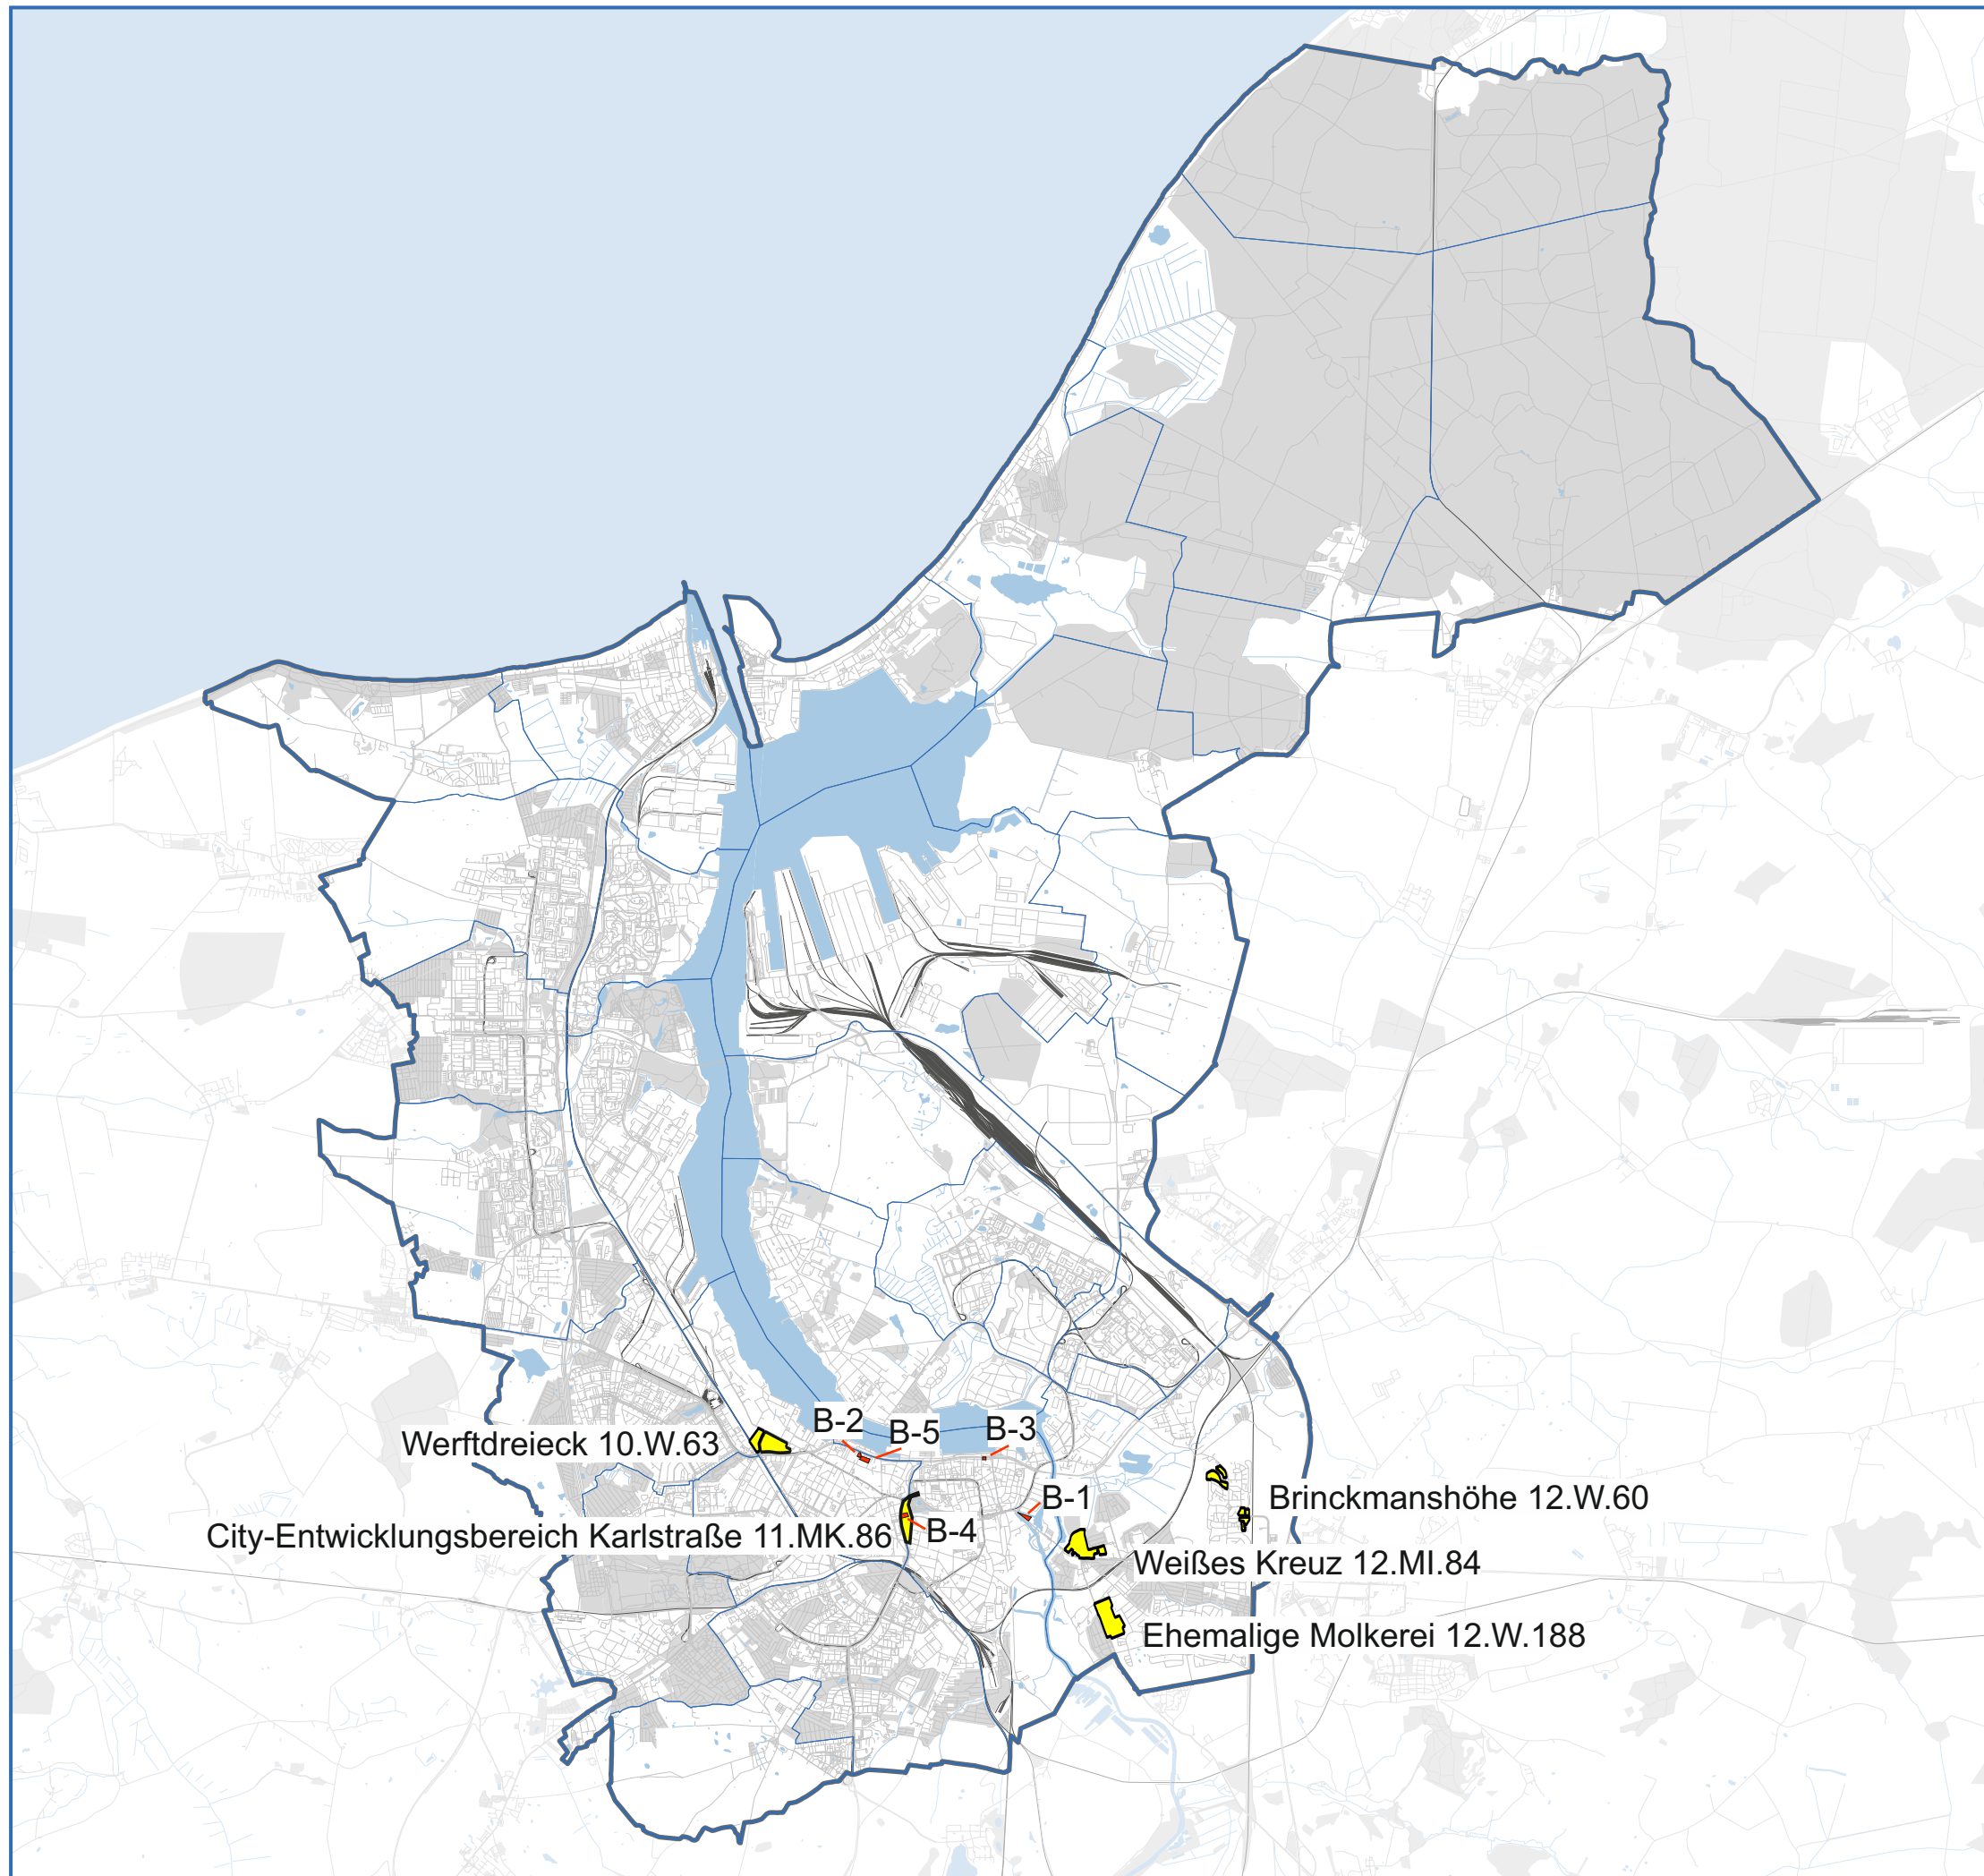 B-2
B-5
B-3
Werftdreieck 10.W.63
B-1
Brinckmanshöhe 12.W.60
City-Entwicklungsbereich Karlstraße 11.MK.86
B-4
Weißes Kreuz 12.MI.84
Ehemalige Molkerei 12.W.188